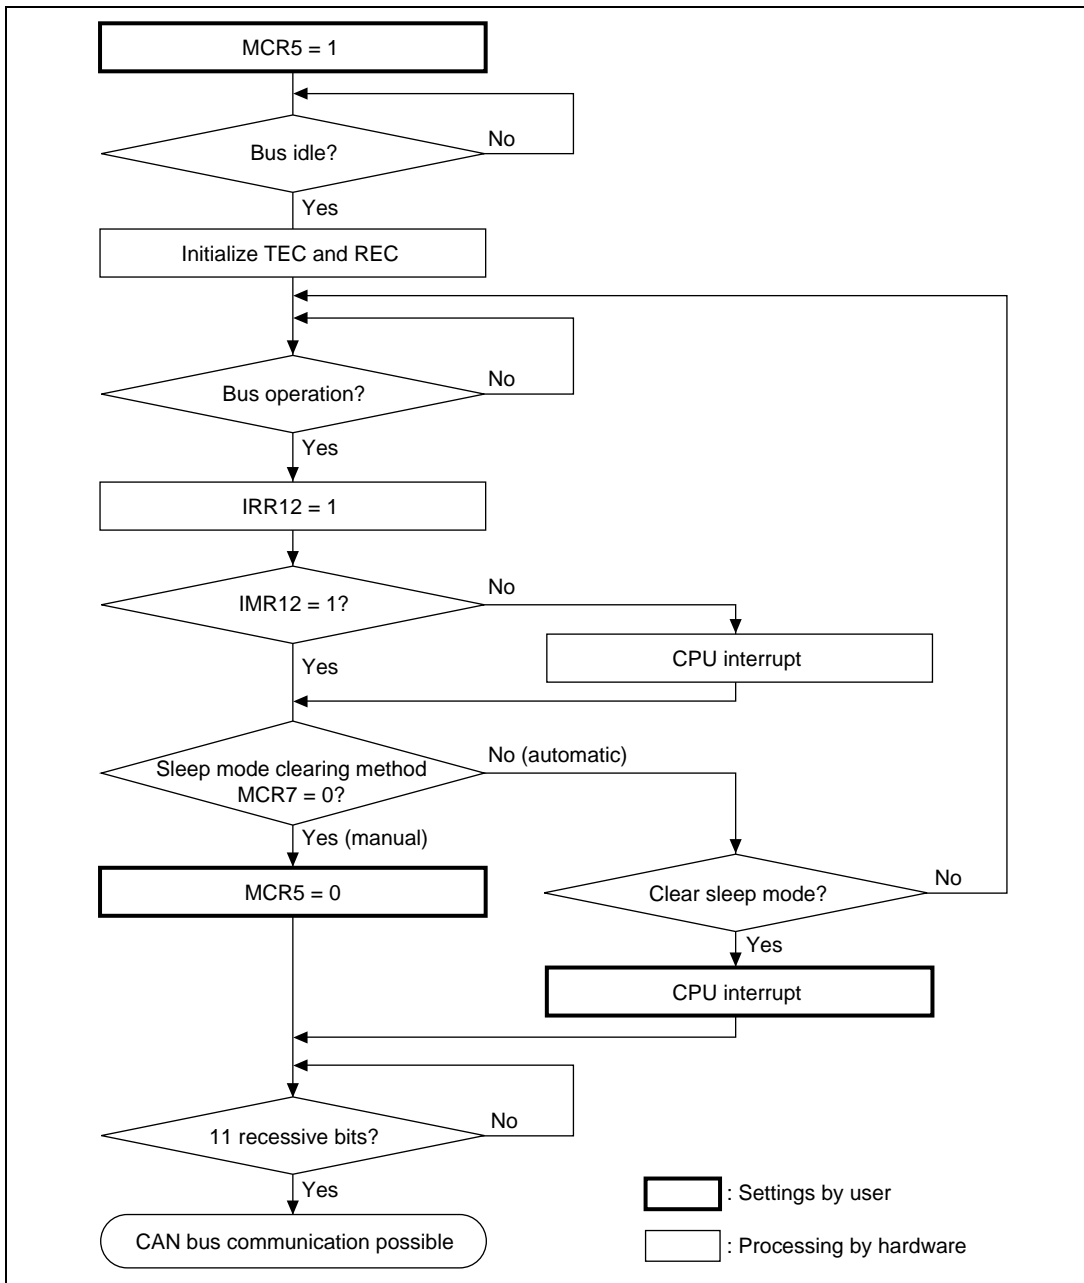 MCR5 = 1
Bus idle?
No
Yes
Initialize TEC and REC
Bus operation?
No
Yes
IRR12 = 1
IMR12 = 1?
No
CPU interrupt
Yes
Sleep mode clearing method
MCR7 = 0?
No (automatic)
Yes (manual)
MCR5 = 0
Clear sleep mode?
No
Yes
CPU interrupt
11 recessive bits?
No
Yes
CAN bus communication possible
: Settings by user
: Processing by hardware